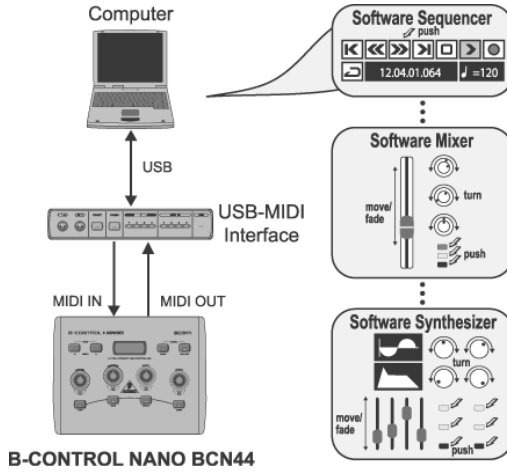 Computer
USB
USB-MIDI
Interface
MIDI IN
MIDI OUT
B-CONTROL NANO
BCN44
B-CONTROL NANO BCN44
Software Sequencer
push
12.04.01.064
=120
Software Mixer
move/
fade
turn
push
Software Synthesizer
turn
move/
fade
push